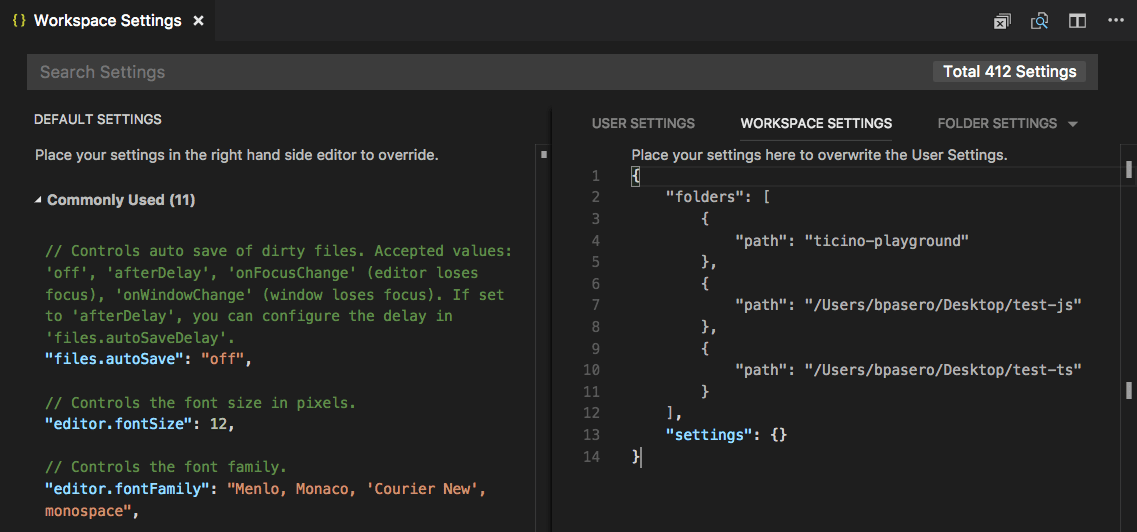 {} Workspace Settings ×
Search Settings
Total 412 Settings
DEFAULT SETTINGS
Place your settings in the right hand side editor to override.
Commonly Used (11)
// Controls auto save of dirty files. Accepted values:
'off', 'afterDelay', 'onFocusChange' (editor loses
focus), 'onWindowChange' (window loses focus). If set
to 'afterDelay', you can configure the delay in
'files.autoSaveDelay'.
"files.autoSave": "off",
// Controls the font size in pixels.
"editor.fontSize": 12,
// Controls the font family.
"editor.fontFamily": "Menlo, Monaco, 'Courier New',
monospace",
USER SETTINGS WORKSPACE SETTINGS FOLDER SETTINGS
Place your settings here to overwrite the User Settings.
1 {
2 "folders": [
3 {
4 "path": "ticino-playground"
5 },
6 {
7 "path": "/Users/bpasero/Desktop/test-js"
8 },
9 {
10 "path": "/Users/bpasero/Desktop/test-ts"
11 }
12 ],
13 "settings": {}
14 }